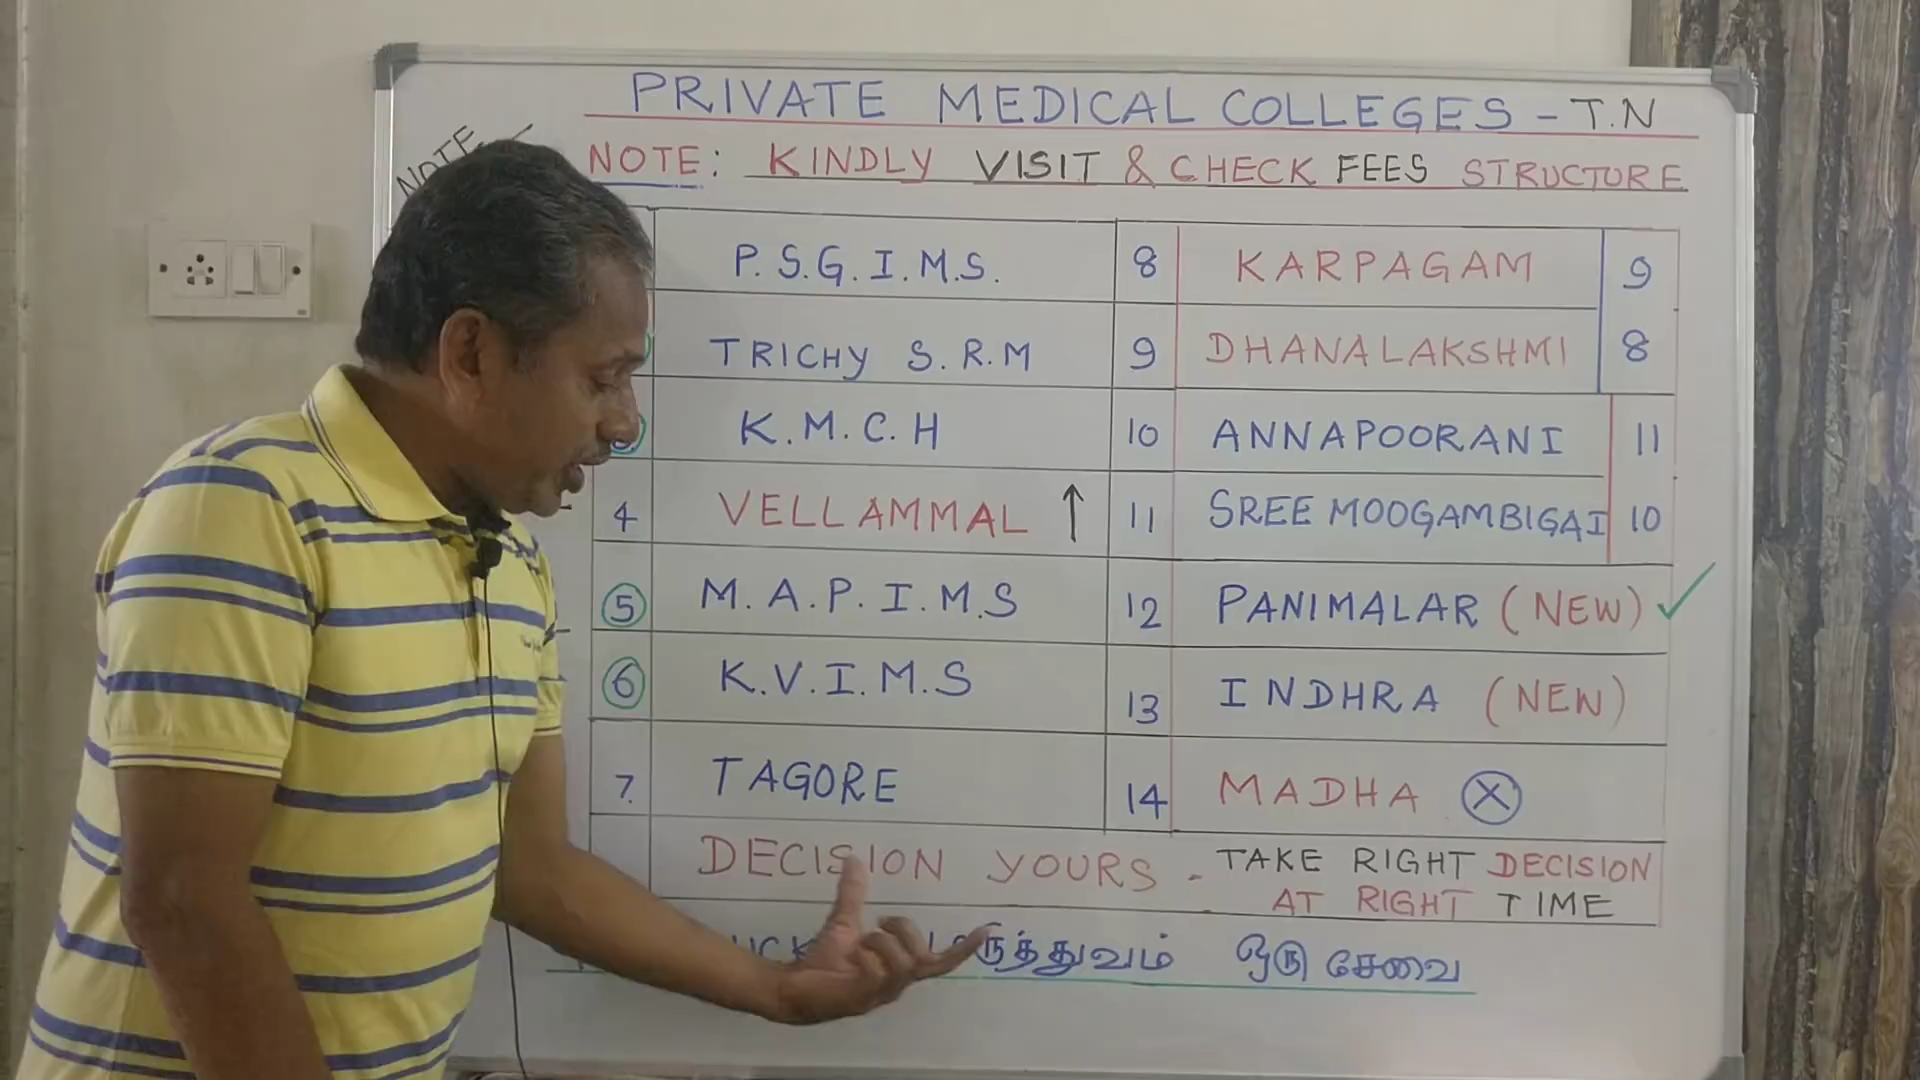 PRIVATE MEDICAL COLLEGES - T.N
NOTE
NOTE: KINDLY VISIT & CHECK FEES STRUCTURE
P.S.G.I.M.S. 8 KARPAGAM 9
TRICHY S.R.M 9 DHANALAKSHMI 8
K.M.C.H 10 ANNAPOORANI 11
4 VELLAMMAL ↑ 11 SREE MOOGAMBIGAI 10
5 M.A.P.I.M.S 12 PANIMALAR (NEW) ✓
6 K.V.I.M.S 13 INDHRA (NEW)
7. TAGORE 14 MADHA ⓧ
DECISION YOURS - TAKE RIGHT DECISION
AT RIGHT TIME
ஒரு சேவை